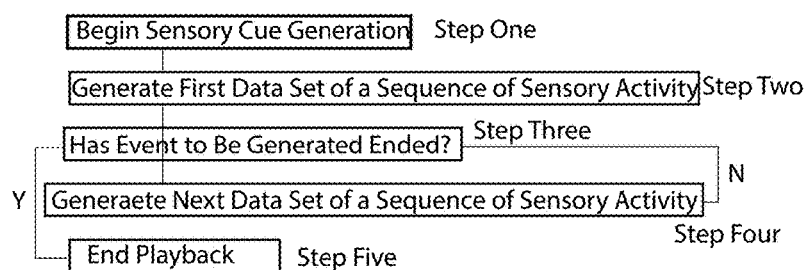 Begin Sensory Cue Generation Step One
Generate First Data Set of a Sequence of Sensory Activity Step Two
Has Event to Be Generated Ended? Step Three
N
Y
Generaete Next Data Set of a Sequence of Sensory Activity
Step Four
End Playback Step Five